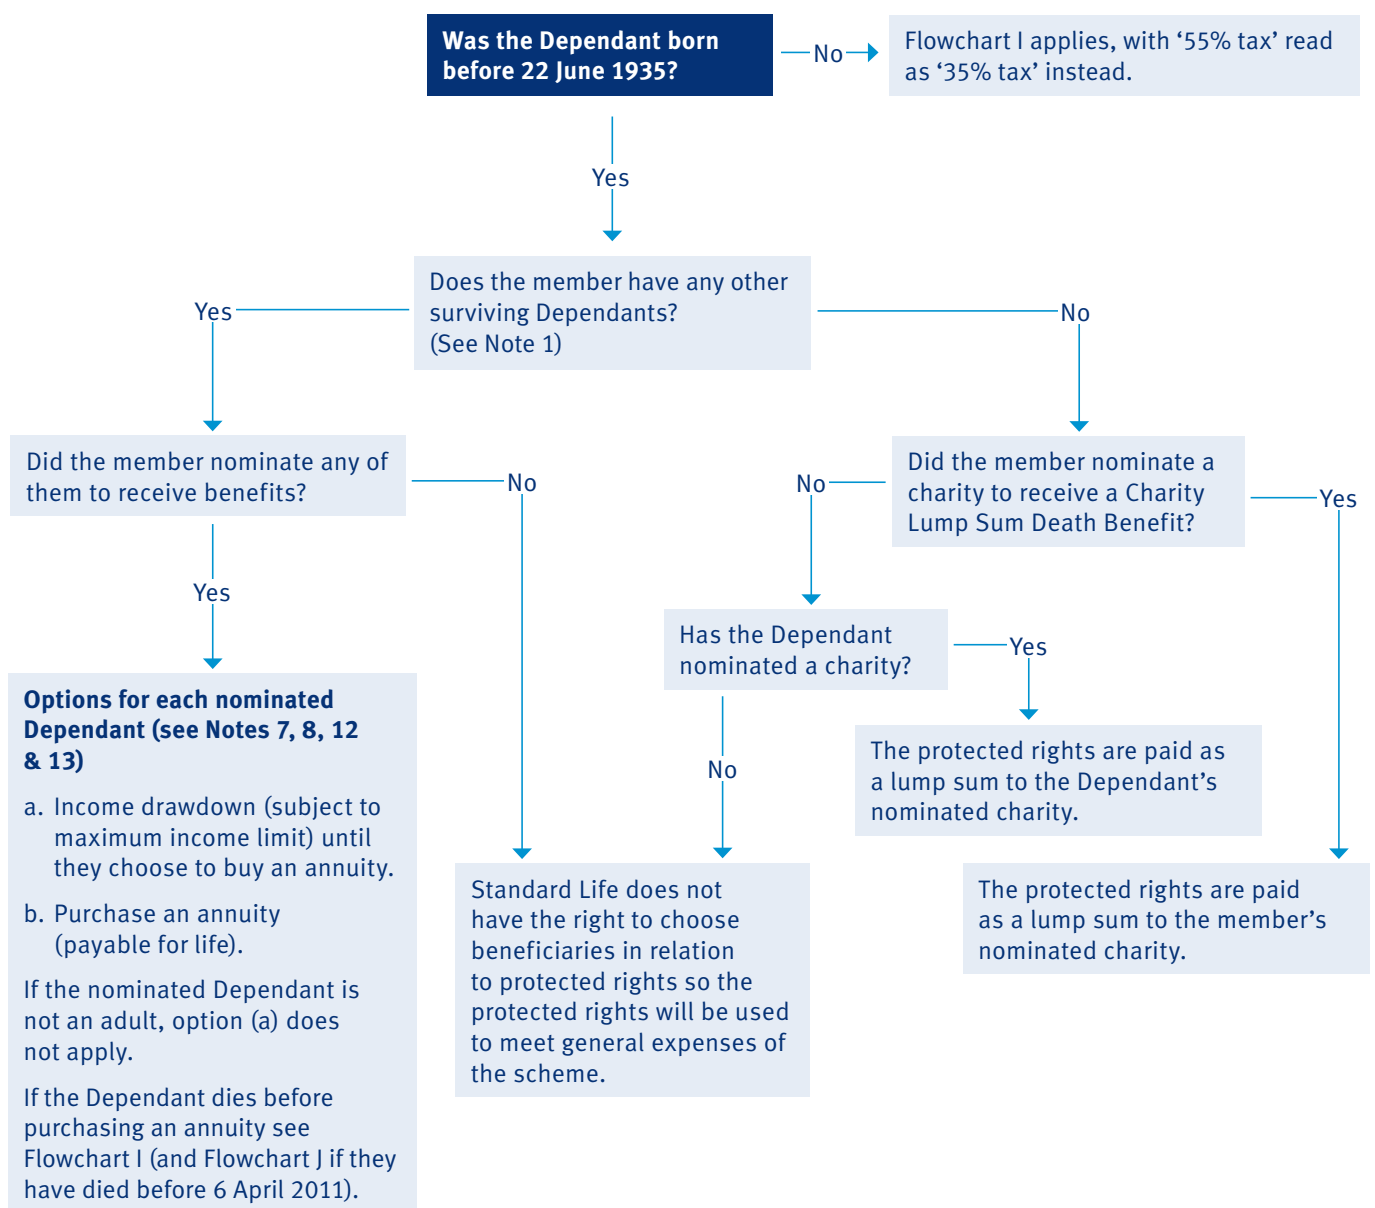 Was the Dependant born
before 22 June 1935?
No
Flowchart I applies, with ‘55% tax’ read
as ‘35% tax’ instead.
Yes
Does the member have any other
surviving Dependants?
(See Note 1)
Yes
No
Did the member nominate any of
them to receive benefits?
No
Yes
Did the member nominate a
charity to receive a Charity
Lump Sum Death Benefit?
No
Yes
Has the Dependant
nominated a charity?
Yes
No
Options for each nominated
Dependant (see Notes 7, 8, 12
& 13)
a. Income drawdown (subject to
maximum income limit) until
they choose to buy an annuity.
b. Purchase an annuity
(payable for life).
If the nominated Dependant is
not an adult, option (a) does
not apply.
If the Dependant dies before
purchasing an annuity see
Flowchart I (and Flowchart J if they
have died before 6 April 2011).
Standard Life does not
have the right to choose
beneficiaries in relation
to protected rights so the
protected rights will be used
to meet general expenses of
the scheme.
The protected rights are paid as
a lump sum to the Dependant’s
nominated charity.
The protected rights are paid
as a lump sum to the member’s
nominated charity.